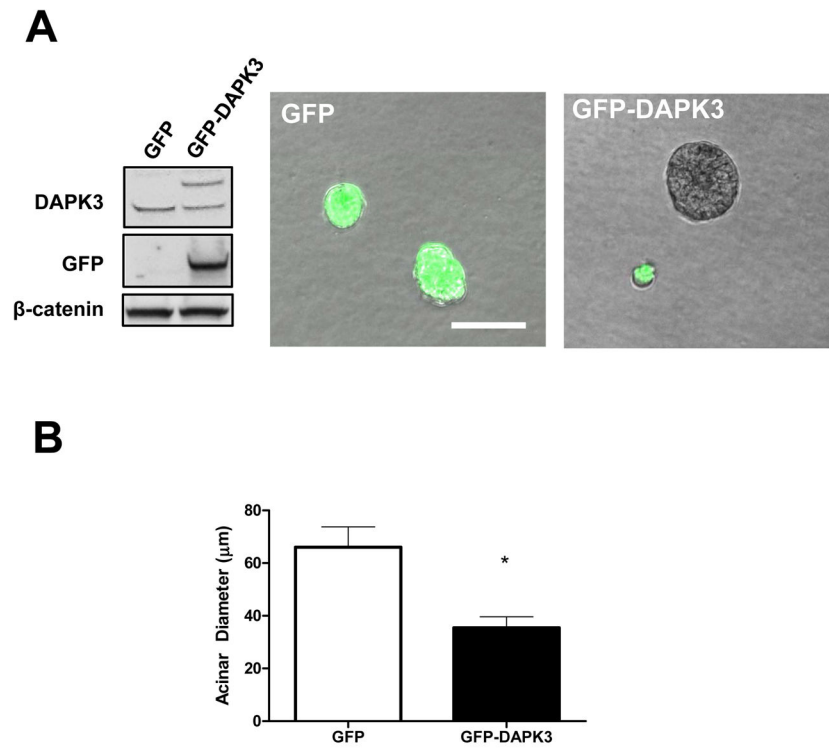 A
GFP
GFP-DAPK3
DAPK3
GFP
β-catenin
GFP
GFP-DAPK3
B
Acinar Diameter (μm)
80
60
40
20
0
*
GFP
GFP-DAPK3